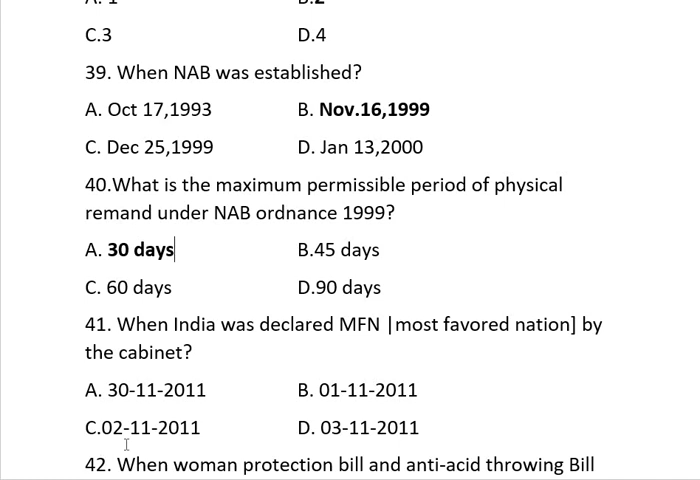 A. 1 B.2
C.3 D.4
39. When NAB was established?
A. Oct 17,1993 B. Nov.16,1999
C. Dec 25,1999 D. Jan 13,2000
40.What is the maximum permissible period of physical
remand under NAB ordnance 1999?
A. 30 days B.45 days
C. 60 days D.90 days
41. When India was declared MFN |most favored nation] by
the cabinet?
A. 30-11-2011 B. 01-11-2011
C.02-11-2011 D. 03-11-2011
42. When woman protection bill and anti-acid throwing Bill